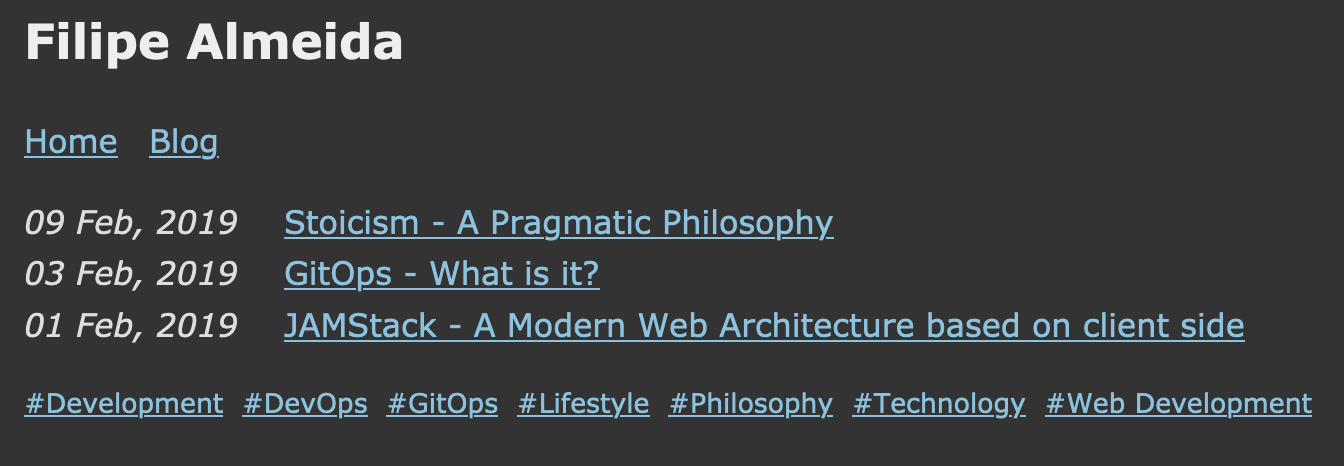 Filipe Almeida
Home Blog
09 Feb, 2019 Stoicism - A Pragmatic Philosophy
03 Feb, 2019 GitOps - What is it?
01 Feb, 2019 JAMStack - A Modern Web Architecture based on client side
#Development #DevOps #GitOps #Lifestyle #Philosophy #Technology #Web Development